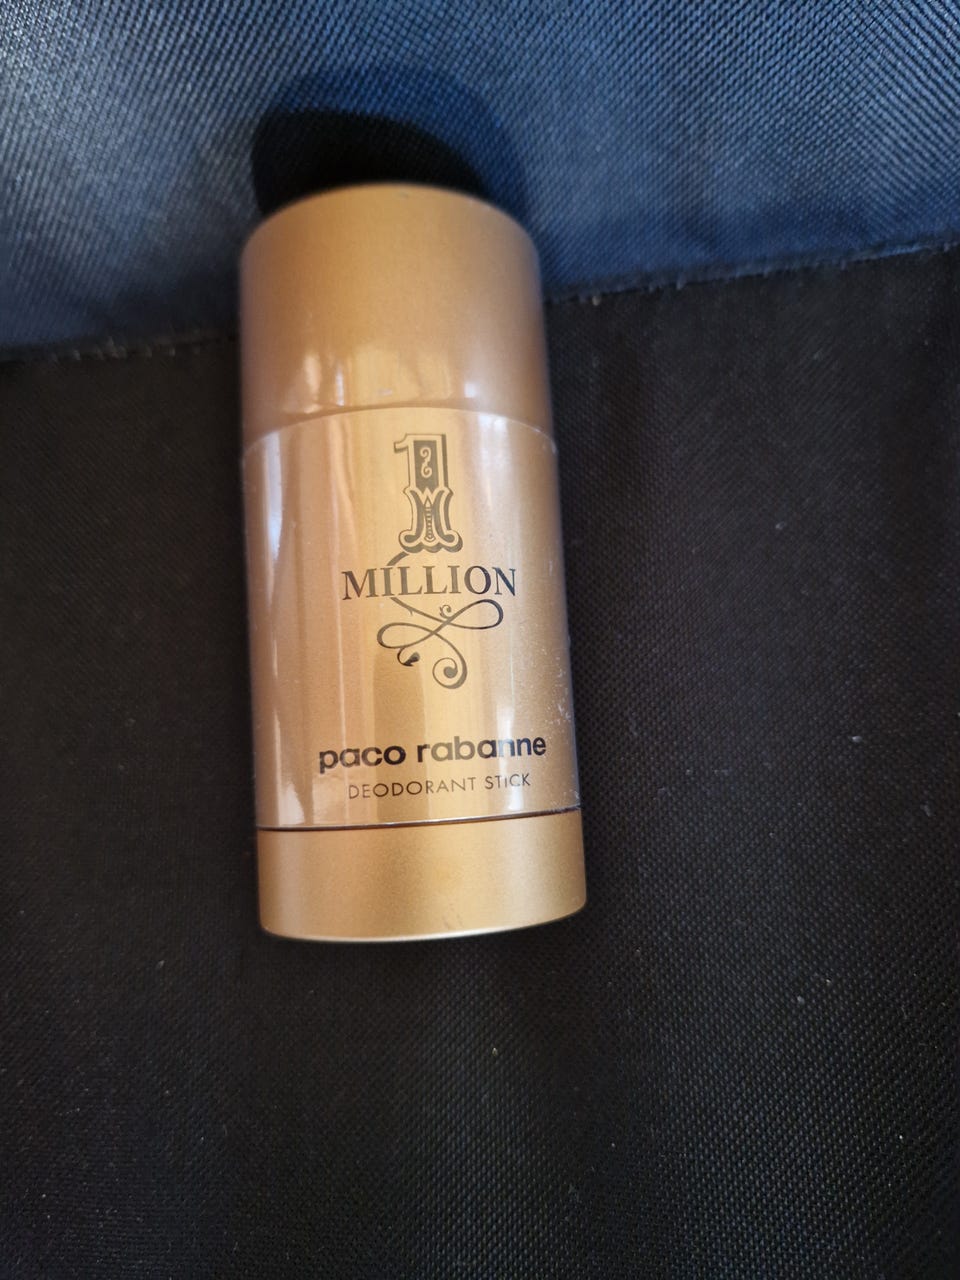 1
MILLION
paco rabanne
DEODORANT STICK